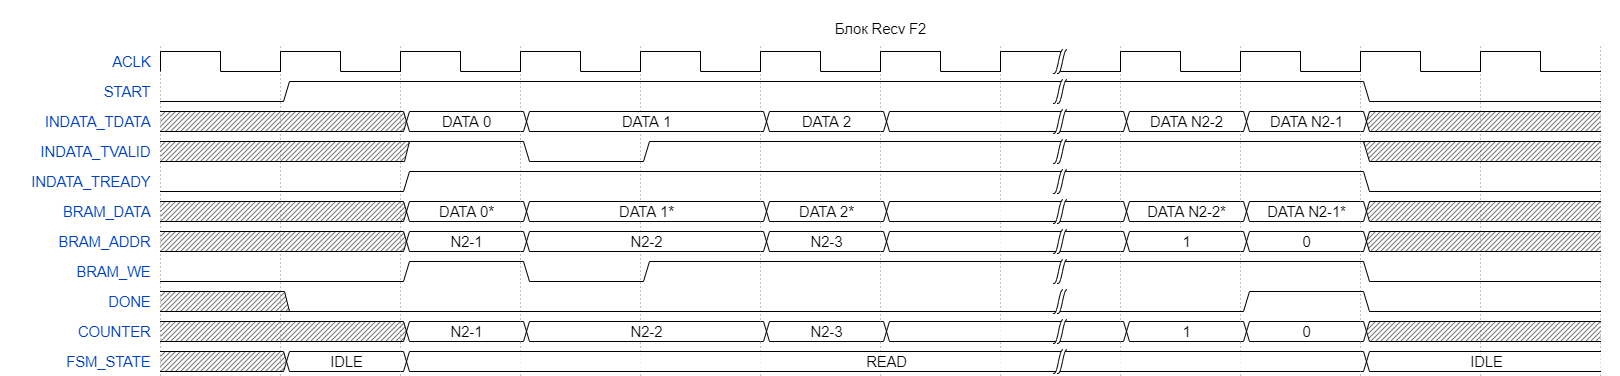 Блок Recv F2
ACLK
START
INDATA_TDATA DATA 0 DATA 1 DATA 2 DATA N2-2 DATA N2-1
INDATA_TVALID
INDATA_TREADY
BRAM_DATA DATA 0* DATA 1* DATA 2* DATA N2-2* DATA N2-1*
BRAM_ADDR N2-1 N2-2 N2-3 1 0
BRAM_WE
DONE
COUNTER N2-1 N2-2 N2-3 1 0
FSM_STATE IDLE READ IDLE